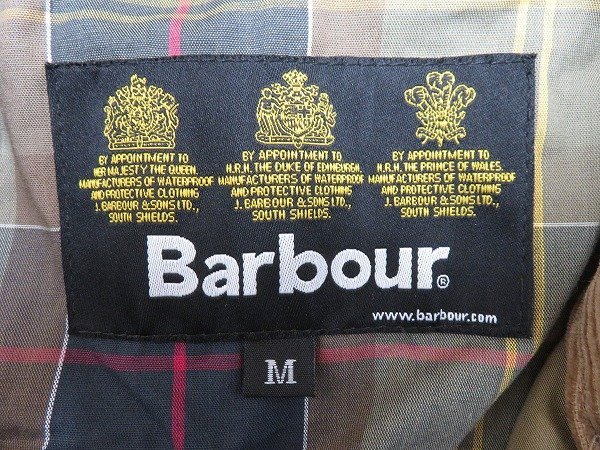 BY APPOINTMENT TO
HER MAJESTY THE QUEEN
MANUFACTURERS OF WATERPROOF
AND PROTECTIVE CLOTHING
J. BARBOUR & SONS LTD.,
SOUTH SHIELDS.
BY APPOINTMENT TO
H.R.H. THE DUKE OF EDINBURGH
MANUFACTURERS OF WATERPROOF
AND PROTECTIVE CLOTHING
J. BARBOUR & SONS LTD.,
SOUTH SHIELDS.
BY APPOINTMENT TO
H.R.H. THE PRINCE OF WALES
MANUFACTURERS OF WATERPROOF
AND PROTECTIVE CLOTHING
J. BARBOUR & SONS LTD.,
SOUTH SHIELDS.
Barbour®
www.barbour.com
M